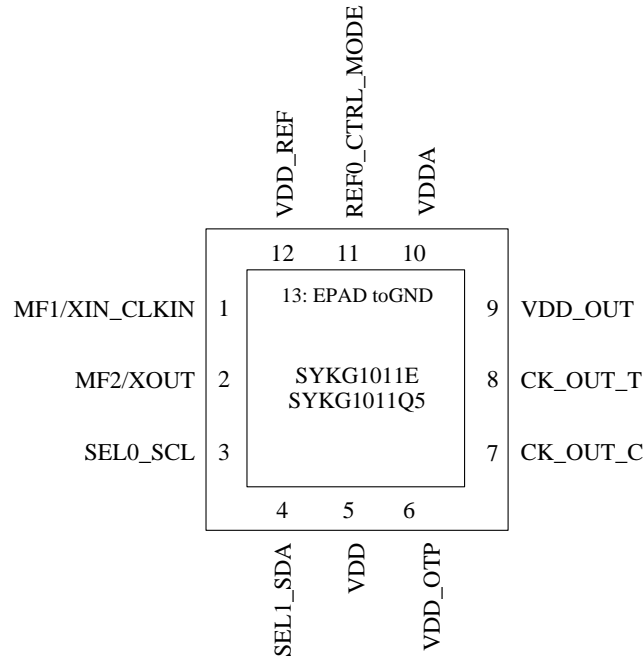 VDD_REF
REF0_CTRL_MODE
VDDA
12 11 10
13: EPAD toGND
MF1/XIN_CLKIN 1
9 VDD_OUT
SYKG1011E
MF2/XOUT 2
8 CK_OUT_T
SYKG1011Q5
SEL0_SCL 3
7 CK_OUT_C
4 5 6
SEL1_SDA
VDD
VDD_OTP